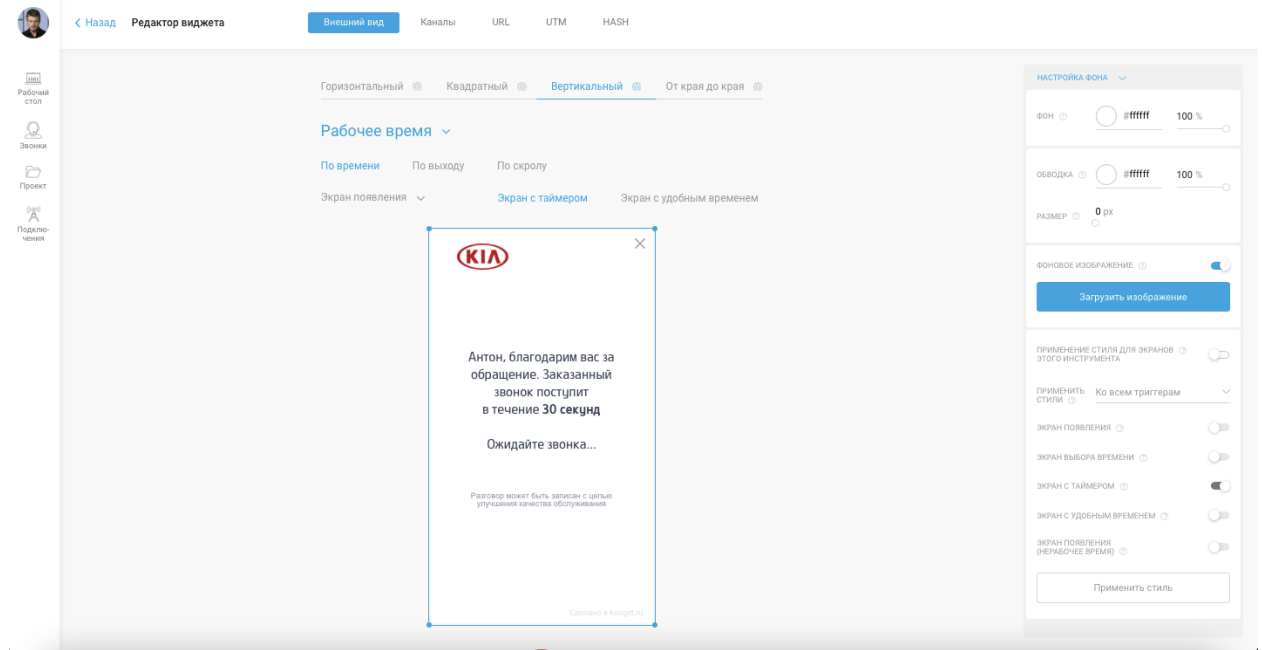 Назад Редактор виджета Внешний вид Каналы URL UTM HASH
Рабочий
стол
Звонки
Проект
Подклю-
чения
Горизонтальный Квадратный Вертикальный От края до края
Рабочее время
По времени По выходу По скролу
Экран появления Экран с таймером Экран с удобным временем
KIA
Антон, благодарим вас за
обращение. Заказанный
звонок поступит
в течение 30 секунд
Ожидайте звонка...
Разговор может быть записан с целью
улучшения качества обслуживания
Сделано в
НАСТРОЙКА ФОНА
ФОН #ffffff 100 %
ОБВОДКА #ffffff 100 %
РАЗМЕР 0 px
ФОНОВОЕ ИЗОБРАЖЕНИЕ
Загрузить изображение
ПРИМЕНЕНИЕ СТИЛЯ ДЛЯ ЭКРАНОВ
ЭТОГО ИНСТРУМЕНТА
ПРИМЕНИТЬ
СТИЛИ Ко всем триггерам
ЭКРАН ПОЯВЛЕНИЯ
ЭКРАН ВЫБОРА ВРЕМЕНИ
ЭКРАН С ТАЙМЕРОМ
ЭКРАН С УДОБНЫМ ВРЕМЕНЕМ
ЭКРАН ПОЯВЛЕНИЯ
(НЕРАБОЧЕЕ ВРЕМЯ)
Применить стиль